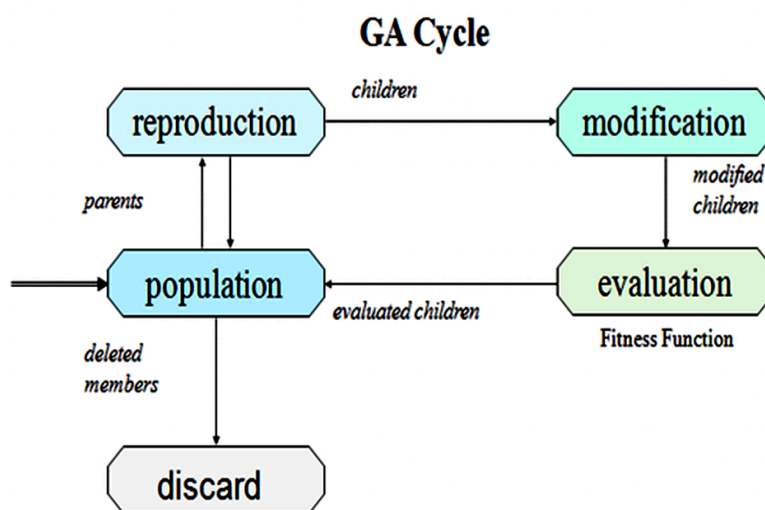 GA Cycle
children
reproduction
modification
parents
modified
children
population
evaluation
evaluated children
Fitness Function
deleted
members
discard